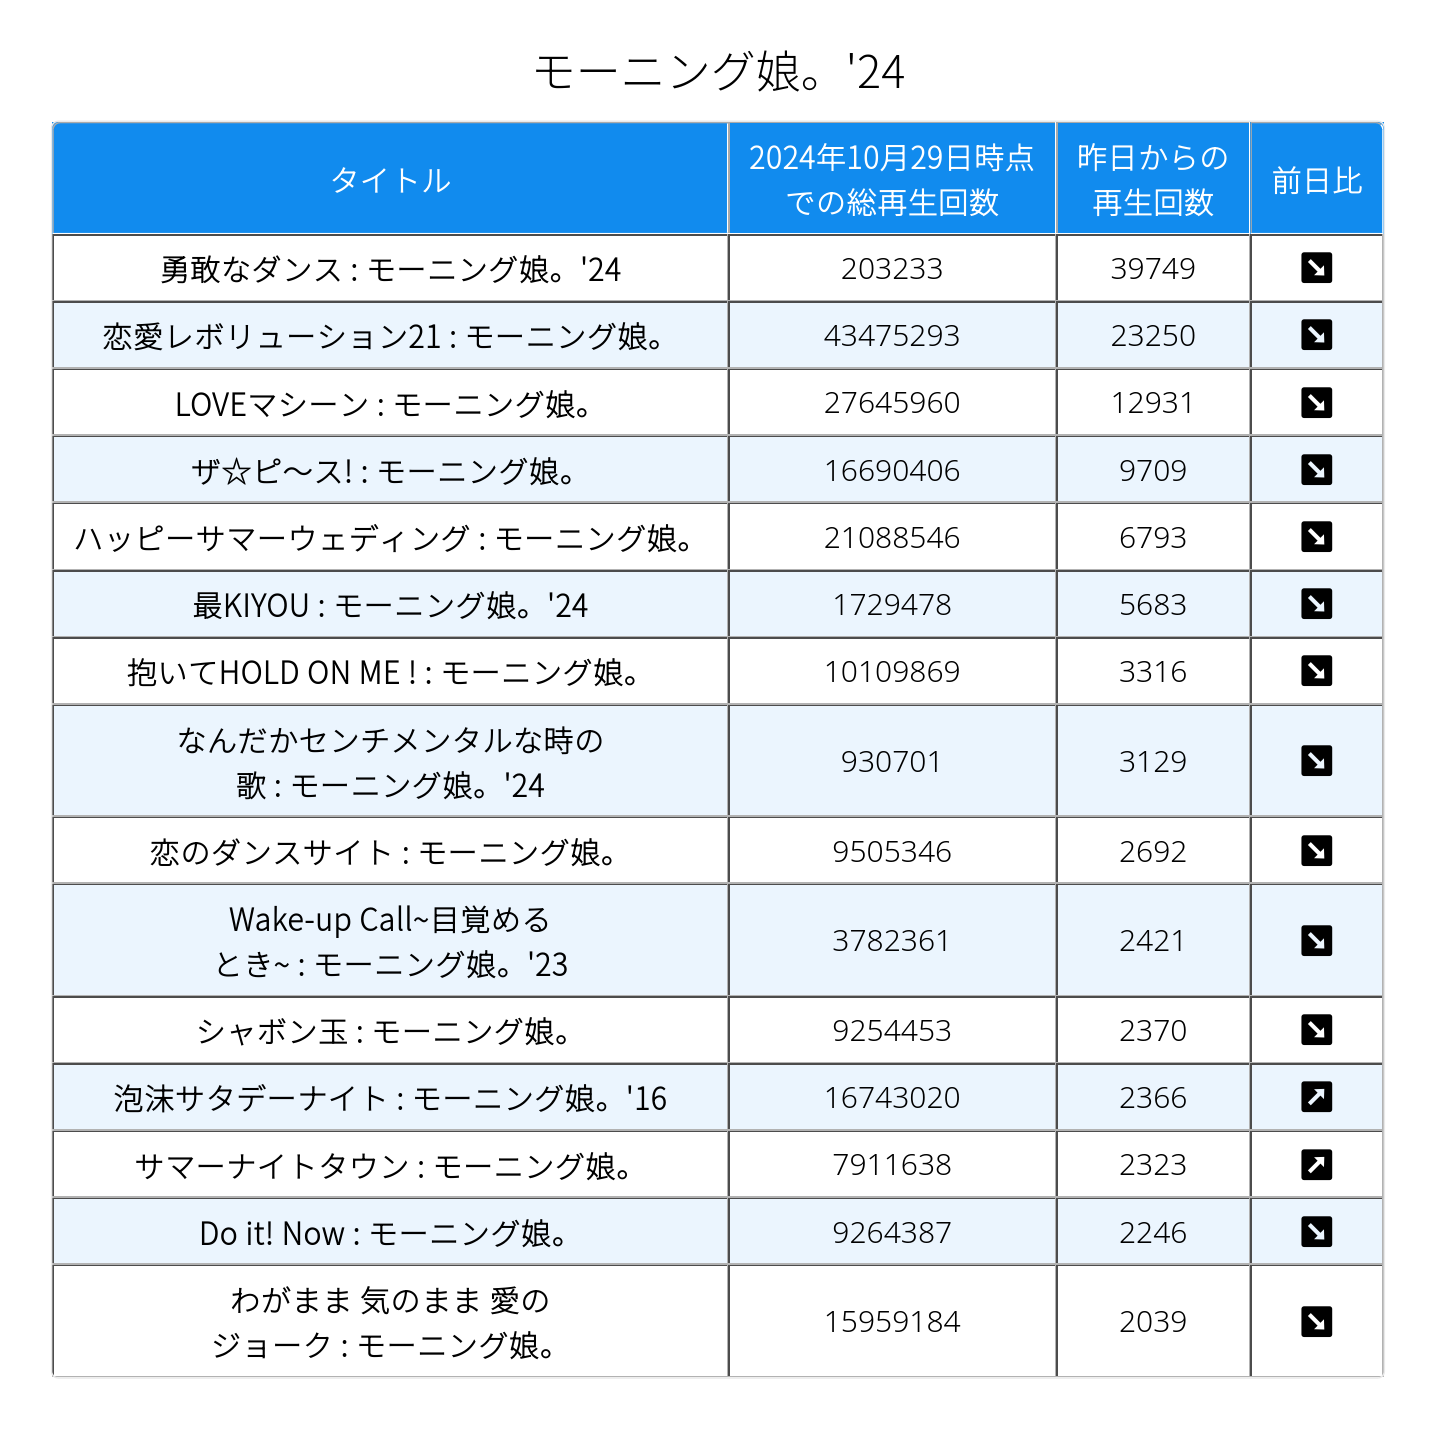 モーニング娘。'24
タイトル
2024年10月29日時点
での総再生回数
昨日からの
再生回数
前日比
勇敢なダンス : モーニング娘。'24
203233
39749
恋愛レボリューション21 : モーニング娘。
43475293
23250
LOVEマシーン : モーニング娘。
27645960
12931
ザ☆ピ〜ス! : モーニング娘。
16690406
9709
ハッピーサマーウェディング : モーニング娘。
21088546
6793
最KIYOU : モーニング娘。'24
1729478
5683
抱いてHOLD ON ME ! : モーニング娘。
10109869
3316
なんだかセンチメンタルな時の
歌 : モーニング娘。'24
930701
3129
恋のダンスサイト : モーニング娘。
9505346
2692
Wake-up Call~目覚める
とき~ : モーニング娘。'23
3782361
2421
シャボン玉 : モーニング娘。
9254453
2370
泡沫サタデーナイト : モーニング娘。'16
16743020
2366
サマーナイトタウン : モーニング娘。
7911638
2323
Do it! Now : モーニング娘。
9264387
2246
わがまま 気のまま 愛の
ジョーク : モーニング娘。
15959184
2039